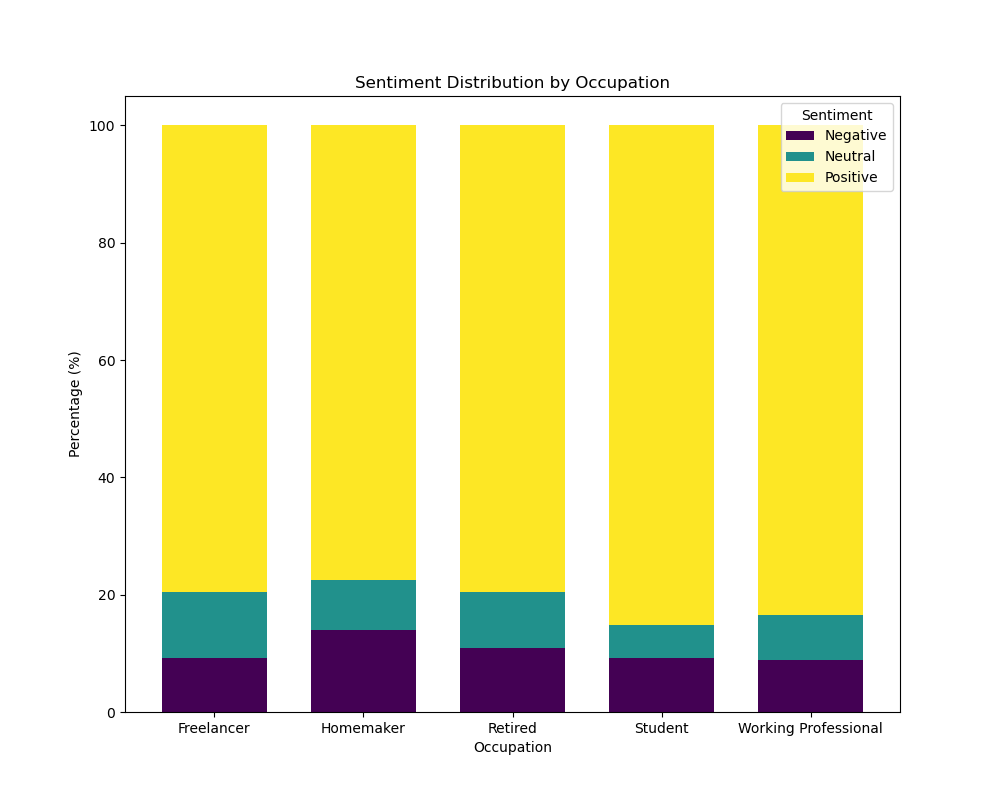 Sentiment Distribution by Occupation
Sentiment
Negative
Neutral
Positive
Percentage (%)
100
80
60
40
20
0
Freelancer Homemaker Retired Student Working Professional
Occupation